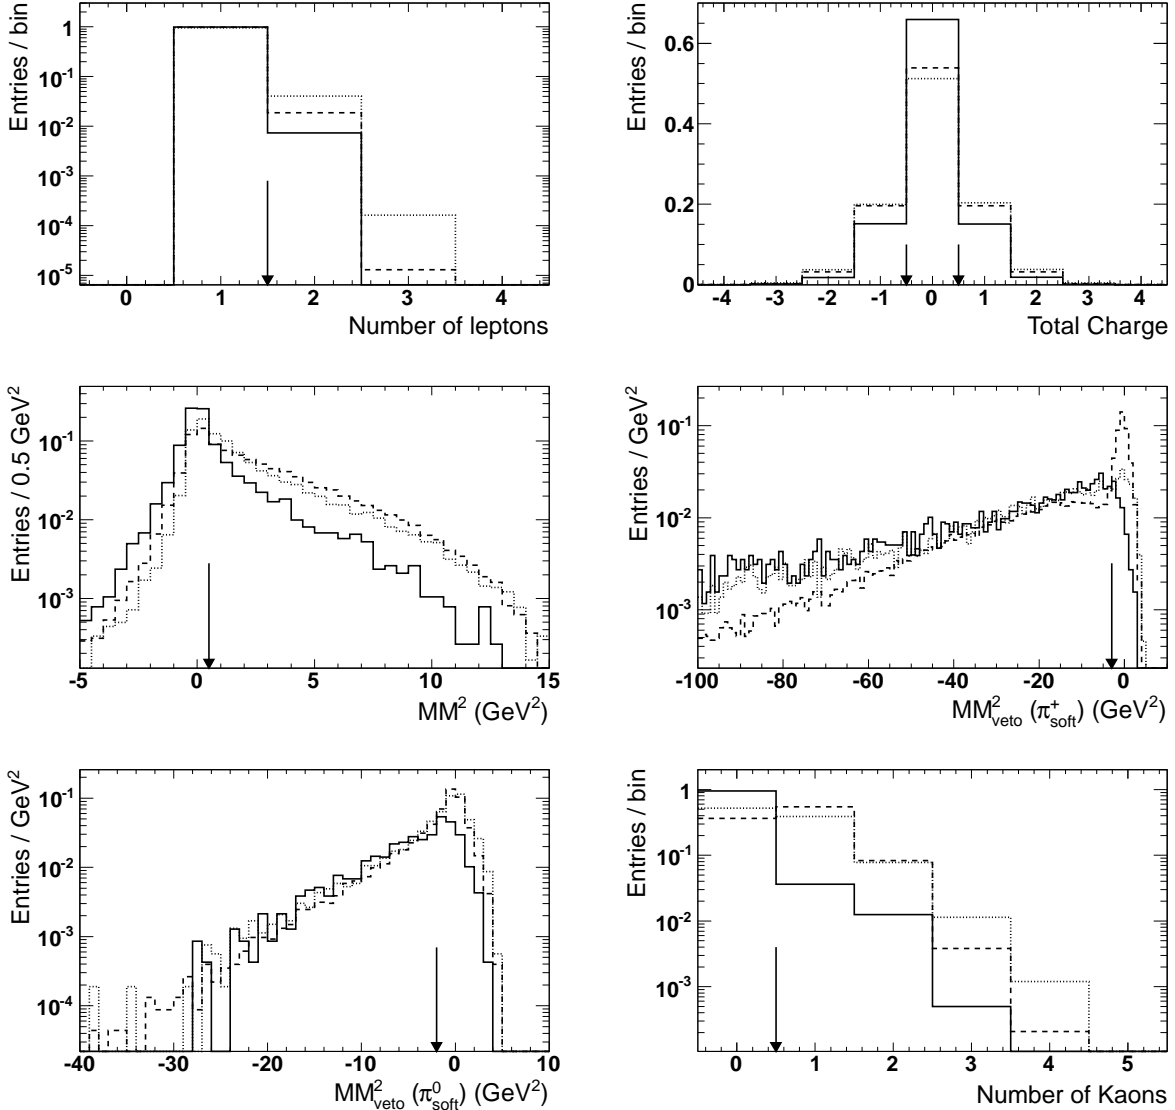 Entries / bin
1
10^-1
10^-2
10^-3
10^-4
10^-5
0 1 2 3 4
Number of leptons
Entries / bin
0.6
0.4
0.2
0
-4 -3 -2 -1 0 1 2 3 4
Total Charge
Entries / 0.5 GeV^2
10^-1
10^-2
10^-3
-5 0 5 10 15
MM^2 (GeV^2)
Entries / GeV^2
10^-1
10^-2
10^-3
-100 -80 -60 -40 -20 0
MM^2_veto (π^+_soft) (GeV^2)
Entries / GeV^2
10^-1
10^-2
10^-3
10^-4
-40 -30 -20 -10 0 10
MM^2_veto (π^0_soft) (GeV^2)
Entries / bin
1
10^-1
10^-2
10^-3
0 1 2 3 4 5
Number of Kaons